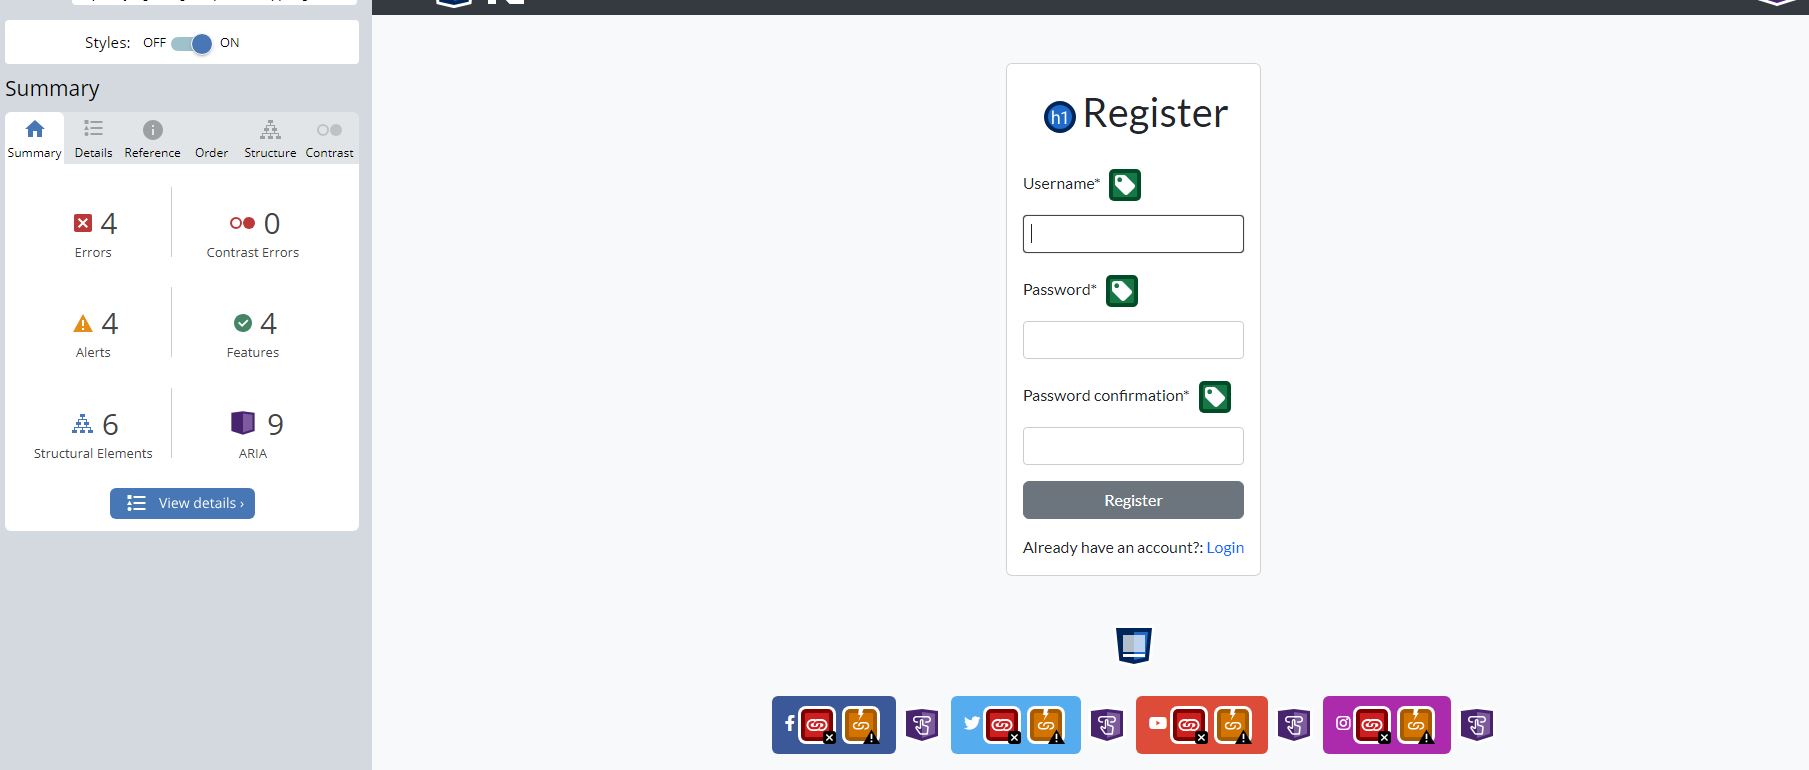 Styles: OFF ON
Summary
Summary Details Reference Order Structure Contrast
4 0
Errors Contrast Errors
4 4
Alerts Features
6 9
Structural Elements ARIA
View details ›
h1 Register
Username*
Password*
Password confirmation*
Register
Already have an account?: Login